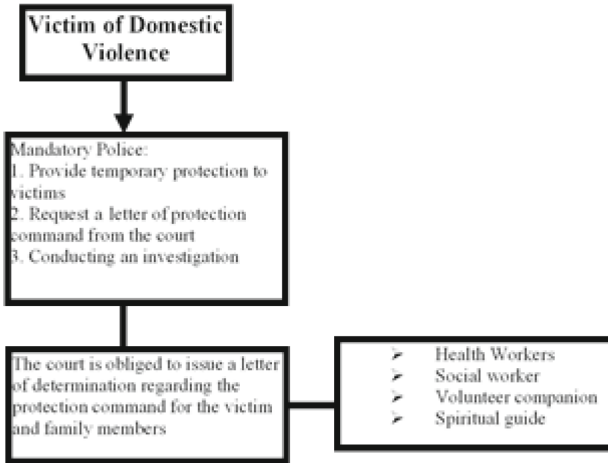 Victim of Domestic
Violence
Mandatory Police:
1. Provide temporary protection to
victims
2. Request a letter of protection
command from the court
3. Conducting an investigation
The court is obliged to issue a letter
of determination regarding the
protection command for the victim
and family members
➤ Health Workers
➤ Social worker
➤ Volunteer companion
➤ Spiritual guide